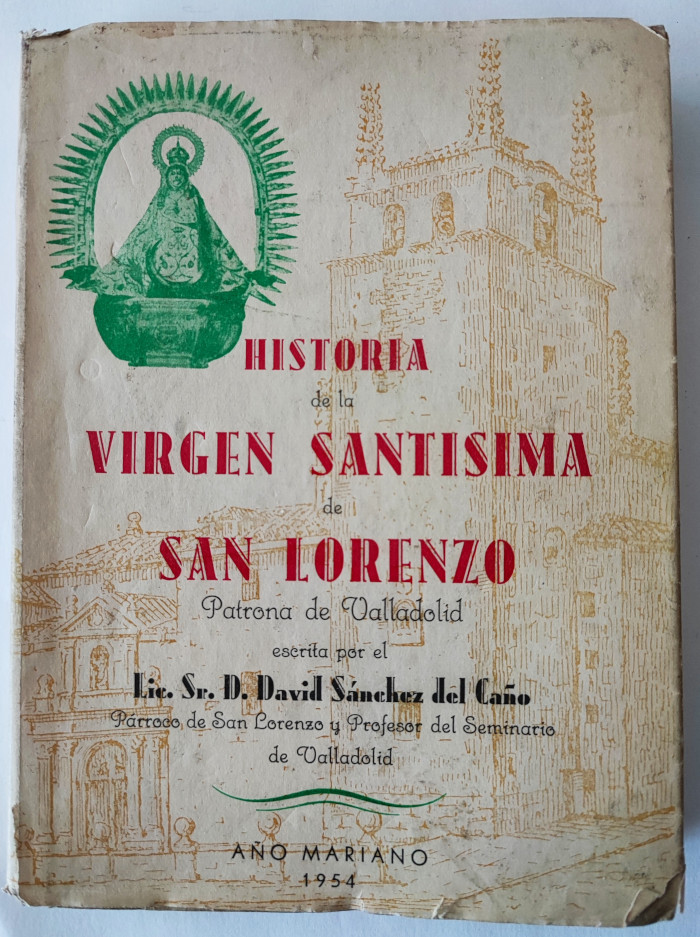 HISTORIA
de la
VIRGEN SANTISIMA
de
SAN LORENZO
Patrona de Valladolid
escrita por el
Lic. Sr. D. David Sánchez del Caño
Párroco de San Lorenzo y Profesor del Seminario
de Valladolid
AÑO MARIANO
1954